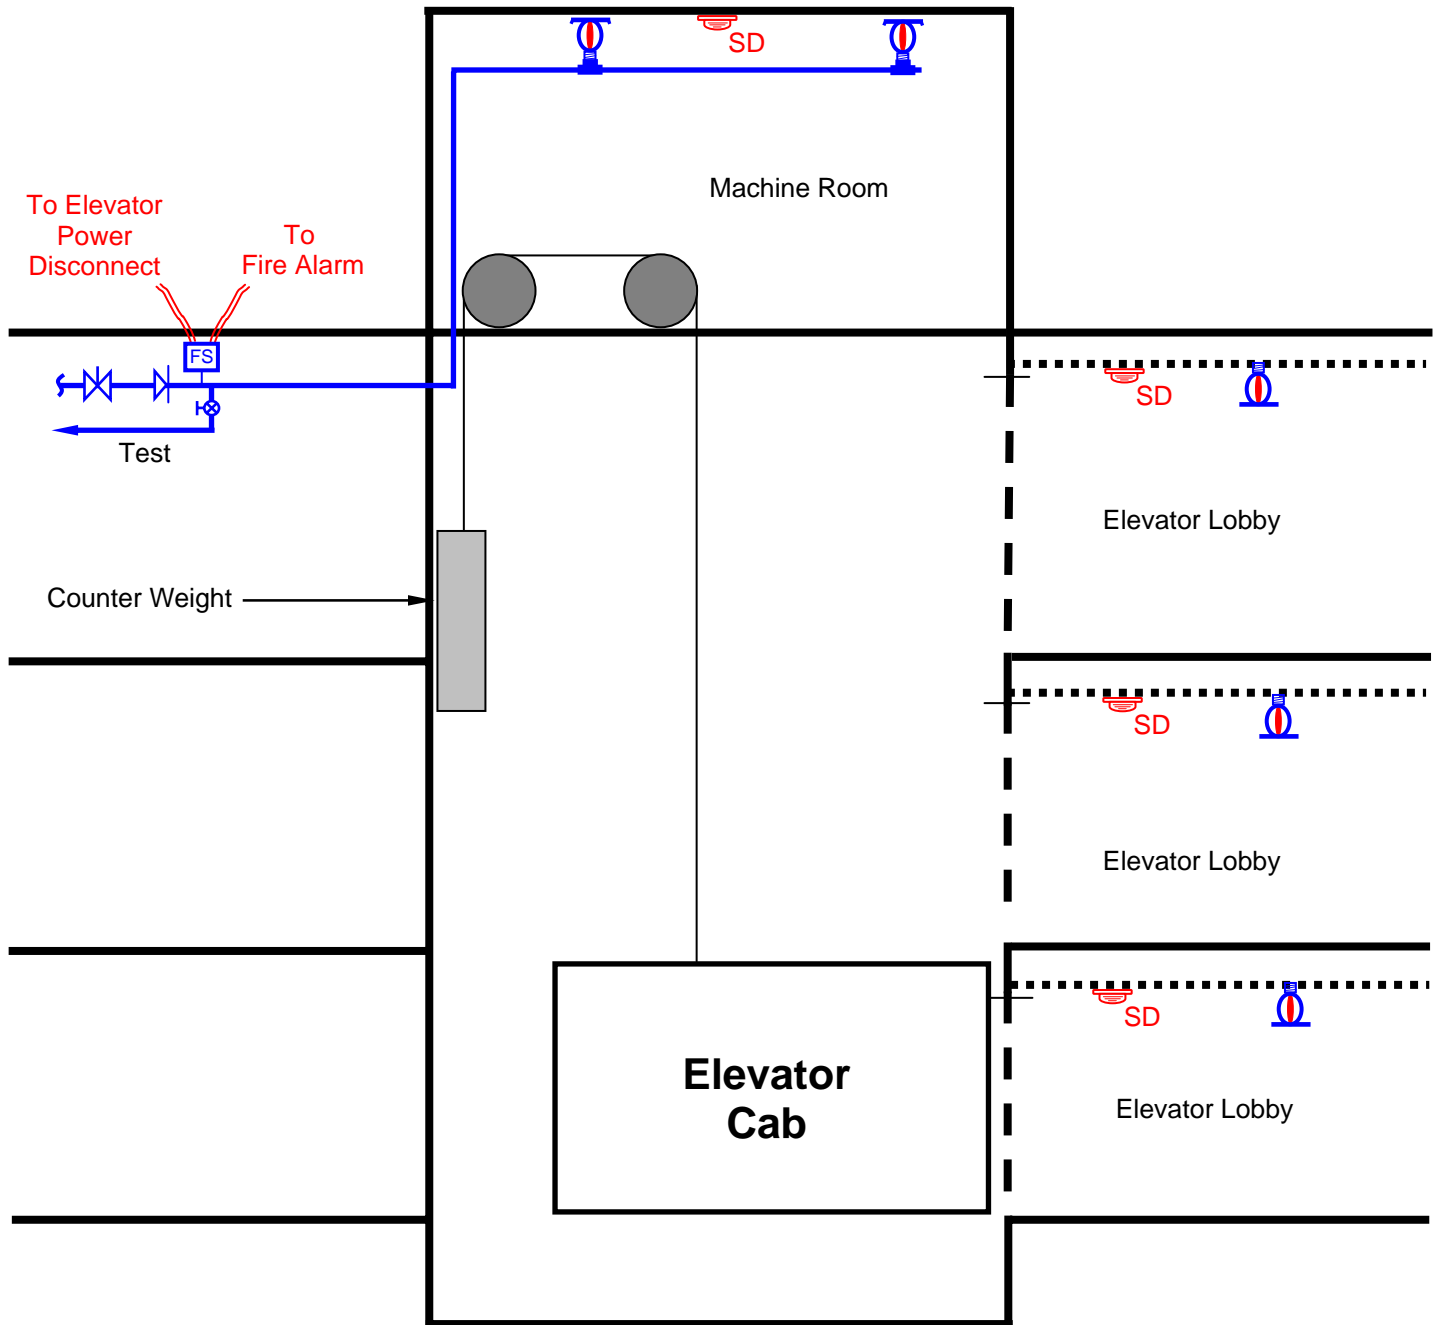 SD
Machine Room
To Elevator
Power
Disconnect
To
Fire Alarm
FS
Test
SD
Elevator Lobby
Counter Weight
SD
Elevator Lobby
SD
Elevator
Cab
Elevator Lobby